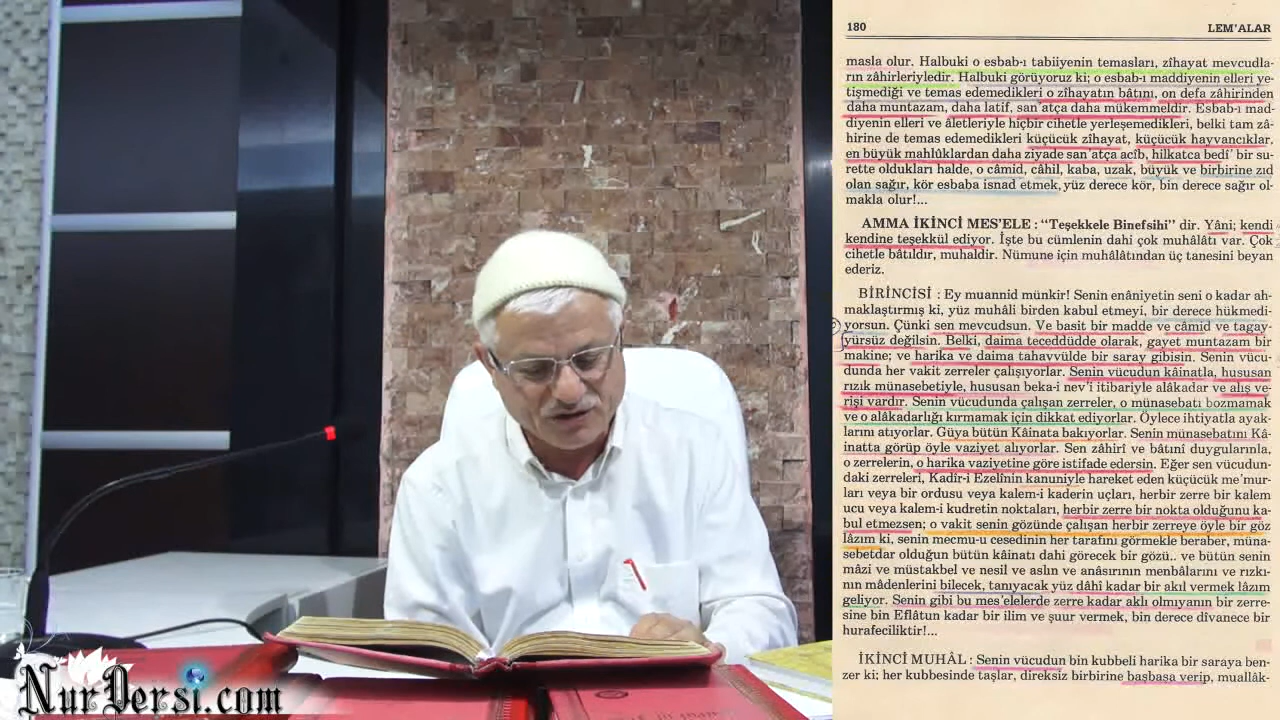 180 LEM'ALAR
masla olur. Halbuki o esbab-ı tabiiyenin temasları, zîhayat mevcudla-
rın zâhirleriyledir. Halbuki görüyoruz ki; o esbab-ı maddiyenin elleri ye-
tişmediği ve temas edemedikleri o zîhayatın bâtını, on defa zâhirinden
daha muntazam, daha latif, san'atça daha mükemmeldir. Esbab-ı mad-
diyenin elleri ve âletleriyle hiçbir cihetle yerleşemedikleri, belki tam zâ-
hirine de temas edemedikleri küçücük zîhayat, küçücük hayvancıklar,
en büyük mahlûklardan daha ziyade san'atça acîb, hilkatca bedi' bir su-
rette oldukları halde, o câmid, câhil, kaba, uzak, büyük ve birbirine zıd
olan sağır, kör esbaba isnad etmek, yüz derece kör, bin derece sağır ol-
makla olur!...
AMMA İKİNCİ MES'ELE : "Teşekkele Binefsihi" dir. Yâni; kendi
kendine teşekkül ediyor. İşte bu cümlenin dahi çok muhâlâtı var. Çok
cihetle bâtıldır, muhaldir. Nümune için muhâlâtından üç tanesini beyan
ederiz.
BİRİNCİSİ : Ey muannid münkir! Senin enâniyetin seni o kadar ah-
maklaştırmış ki, yüz muhâli birden kabul etmeyi, bir derece hükmedi-
yorsun. Çünki sen mevcudsun. Ve basit bir madde ve câmid ve tagay-
yürsüz değilsin. Belki, daima teceddüdde olarak, gayet muntazam bir
makine; ve harika ve daima tahavvülde bir saray gibisin. Senin vücu-
dunda her vakit zerreler çalışıyorlar. Senin vücudun kâinatla, hususan
rızık münasebetiyle, hususan beka-i nev'i itibariyle alâkadar ve alış ve-
rişi vardır. Senin vücudunda çalışan zerreler, o münasebatı bozmamak
ve o alâkadarlığı kırmamak için dikkat ediyorlar. Öylece ihtiyatla ayak-
larını atıyorlar. Güya bütün Kâinata bakıyorlar. Senin münasebatını Kâ-
inatta görüp öyle vaziyet alıyorlar. Sen zâhirî ve bâtınî duygularınla,
o zerrelerin, o harika vaziyetine göre istifade edersin. Eğer sen vücudun-
daki zerreleri, Kadîr-i Ezelînin kanuniyle hareket eden küçücük me'mur-
ları veya bir ordusu veya kalem-i kaderin uçları, herbir zerre bir kalem
ucu veya kalem-i kudretin noktaları, herbir zerre bir nokta olduğunu ka-
bul etmezsen; o vakit senin gözünde çalışan herbir zerreye öyle bir göz
lâzım ki, senin mecmu-u cesedinin her tarafını görmekle beraber, müna-
sebetdar olduğun bütün kâinatı dahi görecek bir gözü.. ve bütün senin
mâzi ve müstakbel ve nesil ve aslın ve anâsırının menbâlarını ve rızkı-
nın mâdenlerini bilecek, tanıyacak yüz dâhî kadar bir akıl vermek lâzım
geliyor. Senin gibi bu mes'elelerde zerre kadar aklı olmıyanın bir zerre-
sine bin Eflâtun kadar bir ilim ve şuur vermek, bin derece divanece bir
hurafeciliktir!...
İKİNCİ MUHÂL : Senin vücudun bin kubbeli harika bir saraya ben-
zer ki; her kubbesinde taşlar, direksiz birbirine başbaşa verip, muallâk-
NurDersi.com